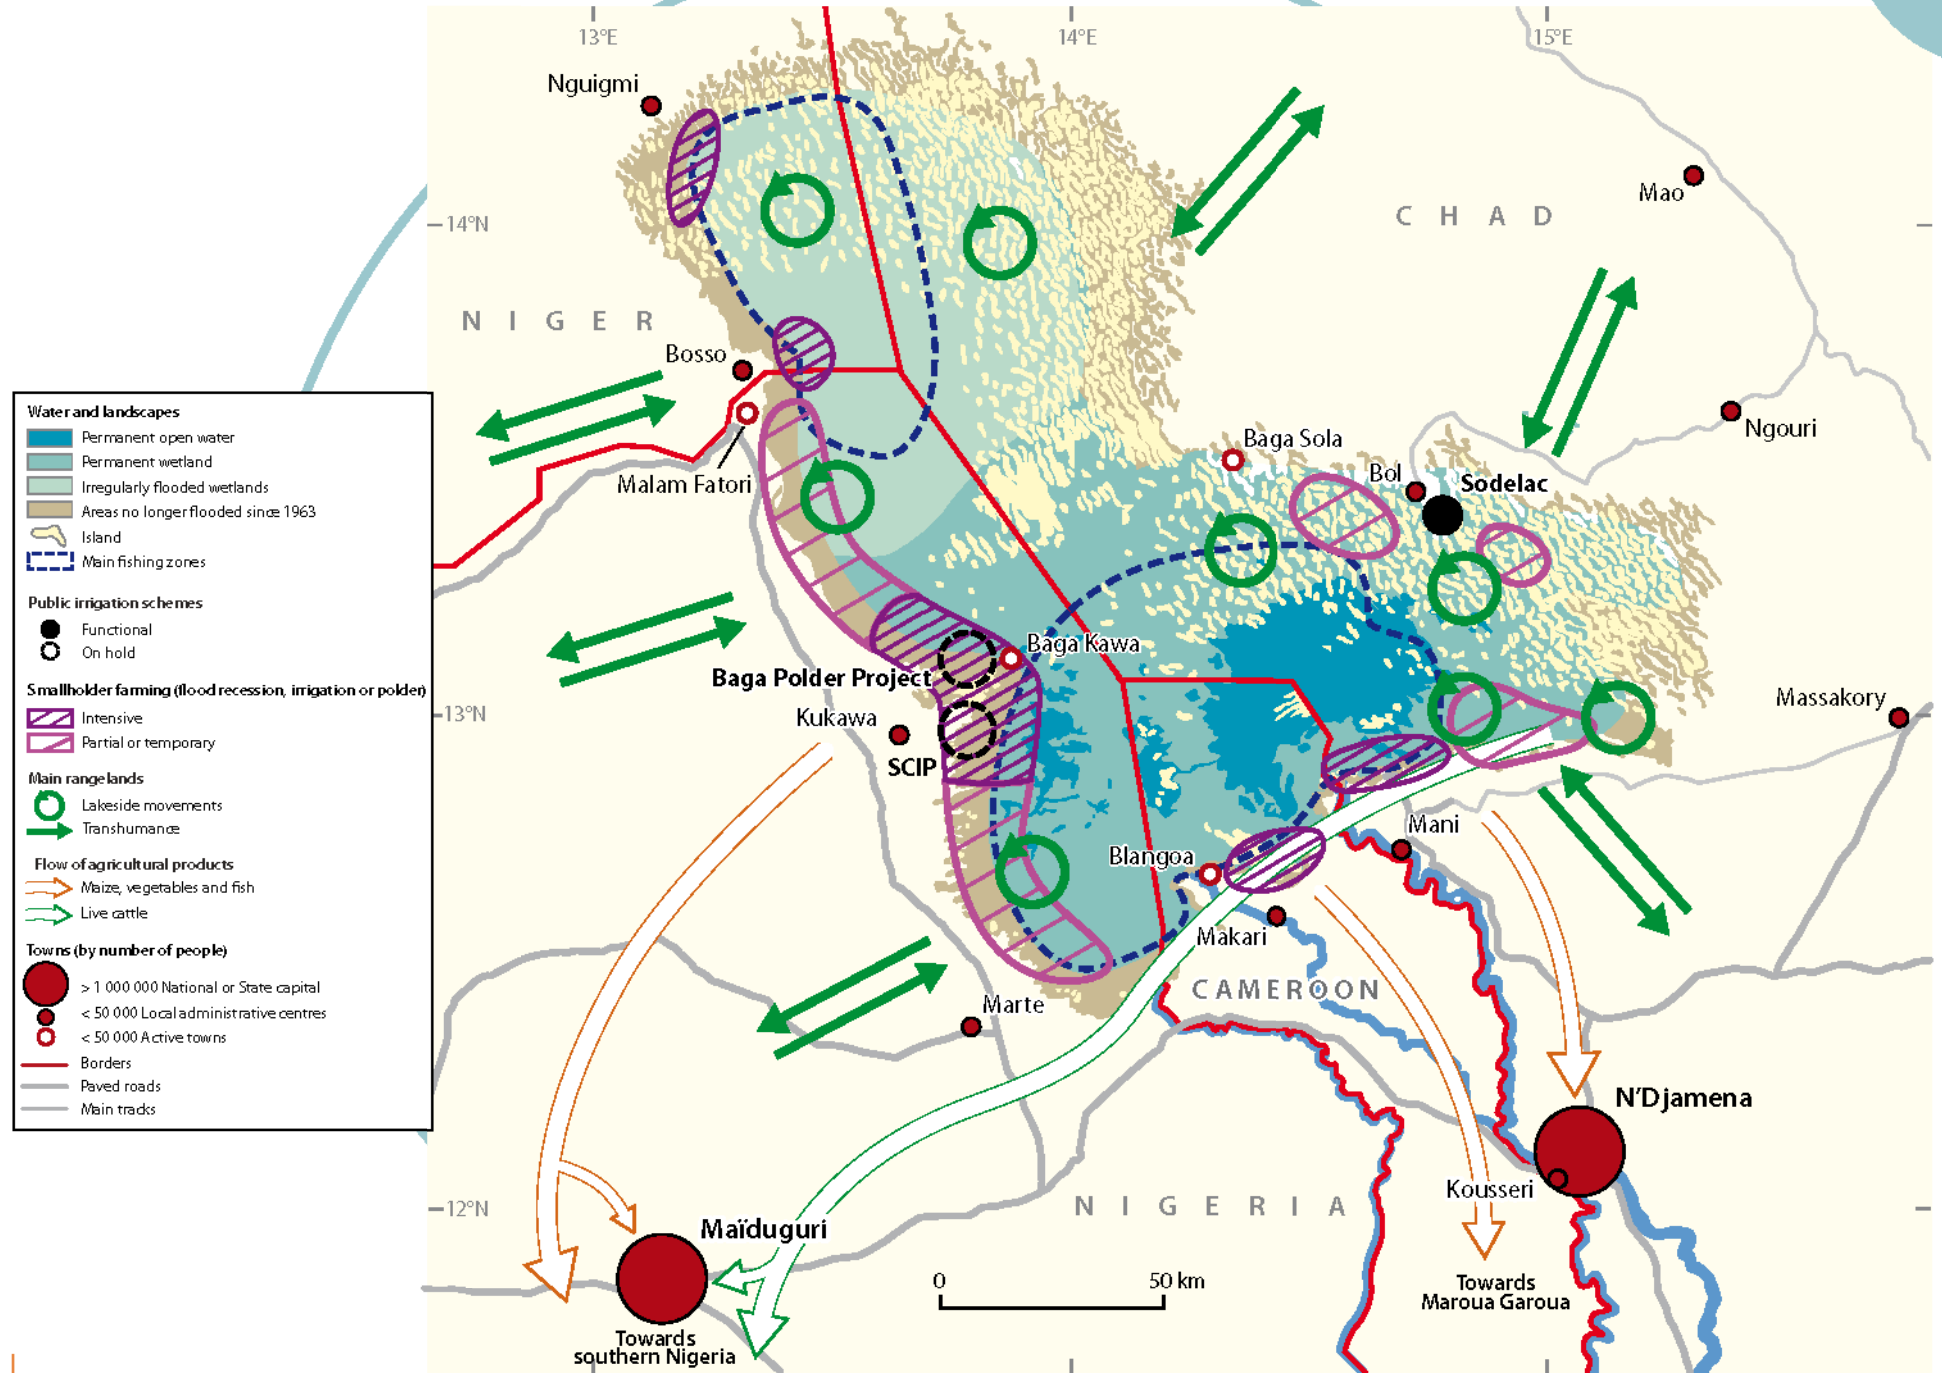 13°E
14°E
15°E
Nguigmi
Mao
14°N
C H A D
N I G E R
Bosso
Ngouri
Baga Sola
Malam Fatori
Bol
Sodelac
Baga Kawa
Baga Polder Project
Massakory
13°N
Kukawa
SCIP
Mani
Blangoa
Makari
CAMEROON
Marte
N'Djamena
Kousseri
12°N
N I G E R I A
Maïduguri
0
50 km
Towards
Maroua Garoua
Towards
southern Nigeria
Water and landscapes
Permanent open water
Permanent wetland
Irregularly flooded wetlands
Areas no longer flooded since 1963
Island
Main fishing zones
Public irrigation schemes
Functional
On hold
Smallholder farming (flood recession, irrigation or polder)
Intensive
Partial or temporary
Main rangelands
Lakeside movements
Transhumance
Flow of agricultural products
Maize, vegetables and fish
Live cattle
Towns (by number of people)
> 1 000 000 National or State capital
< 50 000 Local administrative centres
< 50 000 Active towns
Borders
Paved roads
Main tracks